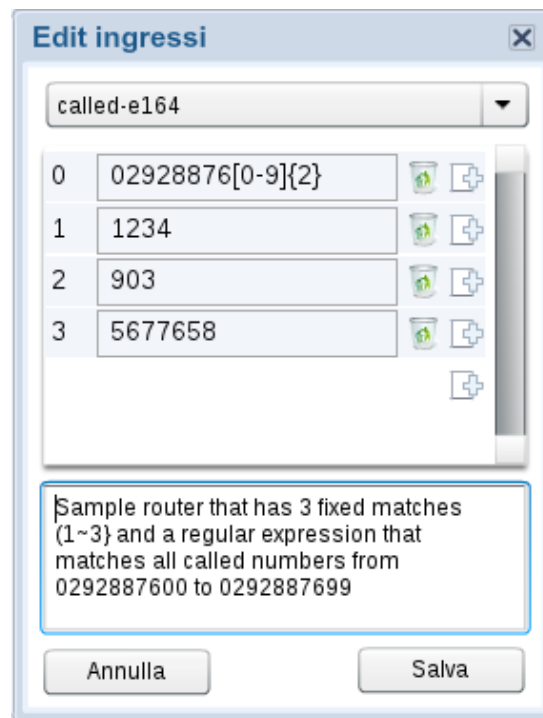 Edit ingressi
called-e164
0 02928876[0-9]{2}
1 1234
2 903
3 5677658
Sample router that has 3 fixed matches
(1~3} and a regular expression that
matches all called numbers from
0292887600 to 0292887699
Annulla Salva